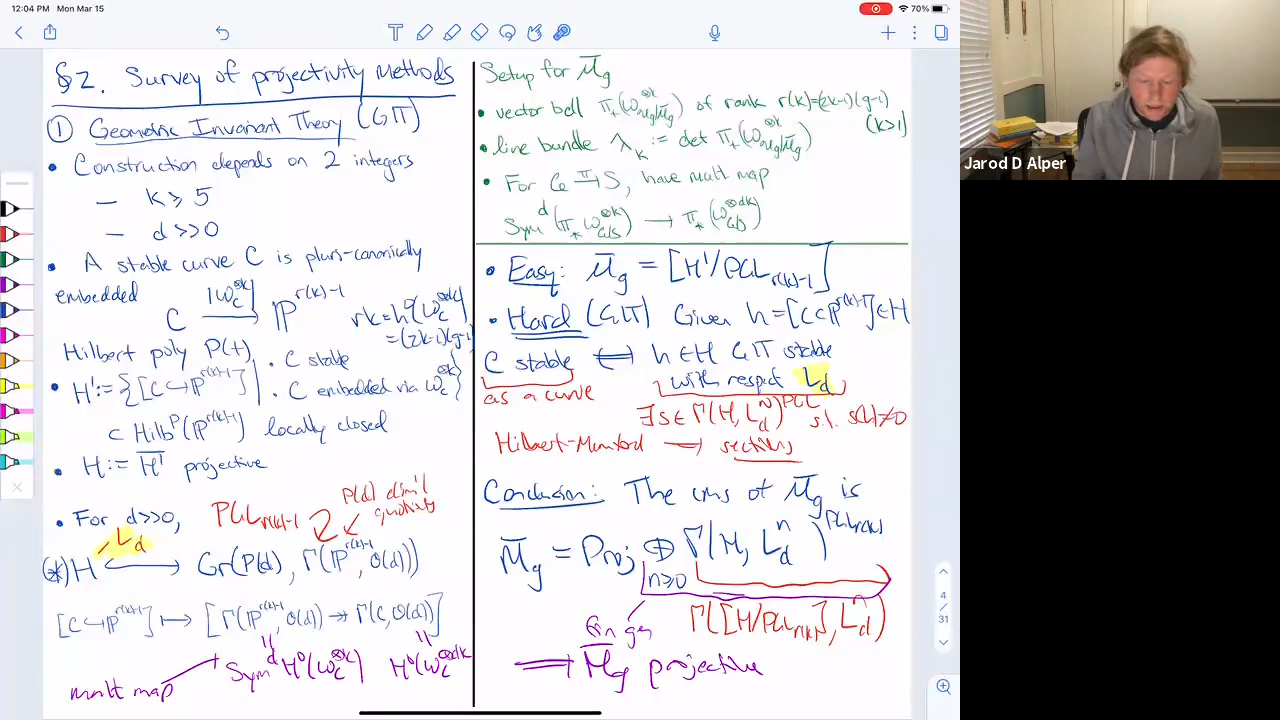 12:04 PM Mon Mar 15
70%
§2. Survey of projectivity Methods
① Geometric Invariant Theory (GIT)
• Construction depends on 2 integers
— k ≥ 5
— d >> 0
• A stable curve C is pluri-canonically
embedded C |ω_C^{⊗k}| → P^{r(k)-1} rk = h^0(ω_C^{⊗k})
= (2k-1)(g-1)
Hilbert poly P(t)
• H' := { [C ↪ P^{r(k)-1}] | • C stable
• C embedded via ω_C^{⊗k} }
⊂ Hilb^P(P^{r(k)-1}) locally closed
• H := H̄' projective
• For d>>0, PGL_{r(k)-1} P(d) dim'l
quotients
L_d
(*) H ↪ Gr(P(d), Γ(P^{r(k)-1}, O(d)))
[C ↪ P^{r(k)-1}] ↦ [Γ(P^{r(k)-1}, O(d)) ↠ Γ(C, O(d))]
mult map → Sym^d H^0(ω_C^{⊗k}) H^0(ω_C^{⊗dk})
Setup for M̄_g
• vector bdl π_*(ω^{⊗k}_{U_g/M̄_g}) of rank r(k)=(2k-1)(g-1)
(k>1)
• line bundle λ_k := det π_*(ω^{⊗k}_{U_g/M̄_g})
• For C →π S, have mult map
Sym^d(π_* ω^{⊗k}_{C/S}) → π_*(ω^{⊗dk}_{C/S})
• Easy: M̄_g = [H'/PGL_{r(k)-1}]
• Hard (GIT) Given h = [C ⊂ P^{r(k)-1}] ∈ H
C stable ⟺ h ∈ H GIT stable
as a curve with respect L_d
∃ s ∈ Γ(H, L_d^N)^{PGL} s.t. s(h) ≠ 0
Hilbert-Mumford → sections
Conclusion: The cms of M̄_g is
M̄_g = Proj ⊕_{n≥0} Γ(H, L_d^n)^{PGL_{r(k)}}
fin gen Γ([H/PGL_{r(k)}], L_d^n)
⟹ M̄_g projective
4
/
31
Jarod D Alper